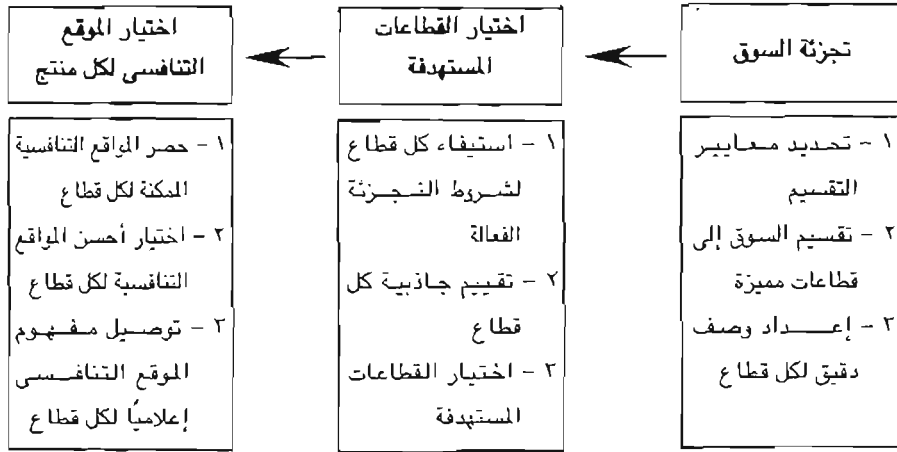 تجزئة السوق
اختيار القطاعات
المستهدفة
اختيار الموقع
التنافسى لكل منتج
١ - تحديد معايير
التقسيم
٢ - تقسيم السوق إلى
قطاعات مميزة
٣ - إعداد وصف
دقيق لكل قطاع
١ - استيفاء كل قطاع
لشروط التجزئة
الفعالة
٢ - تقييم جاذبية كل
قطاع
٣ - اختيار القطاعات
المستهدفة
١ - حصر المواقع التنافسية
الممكنة لكل قطاع
٢ - اختيار أحسن المواقع
التنافسية لكل قطاع
٣ - توصيل مفهوم
الموقع التنافسى
إعلاميًا لكل قطاع